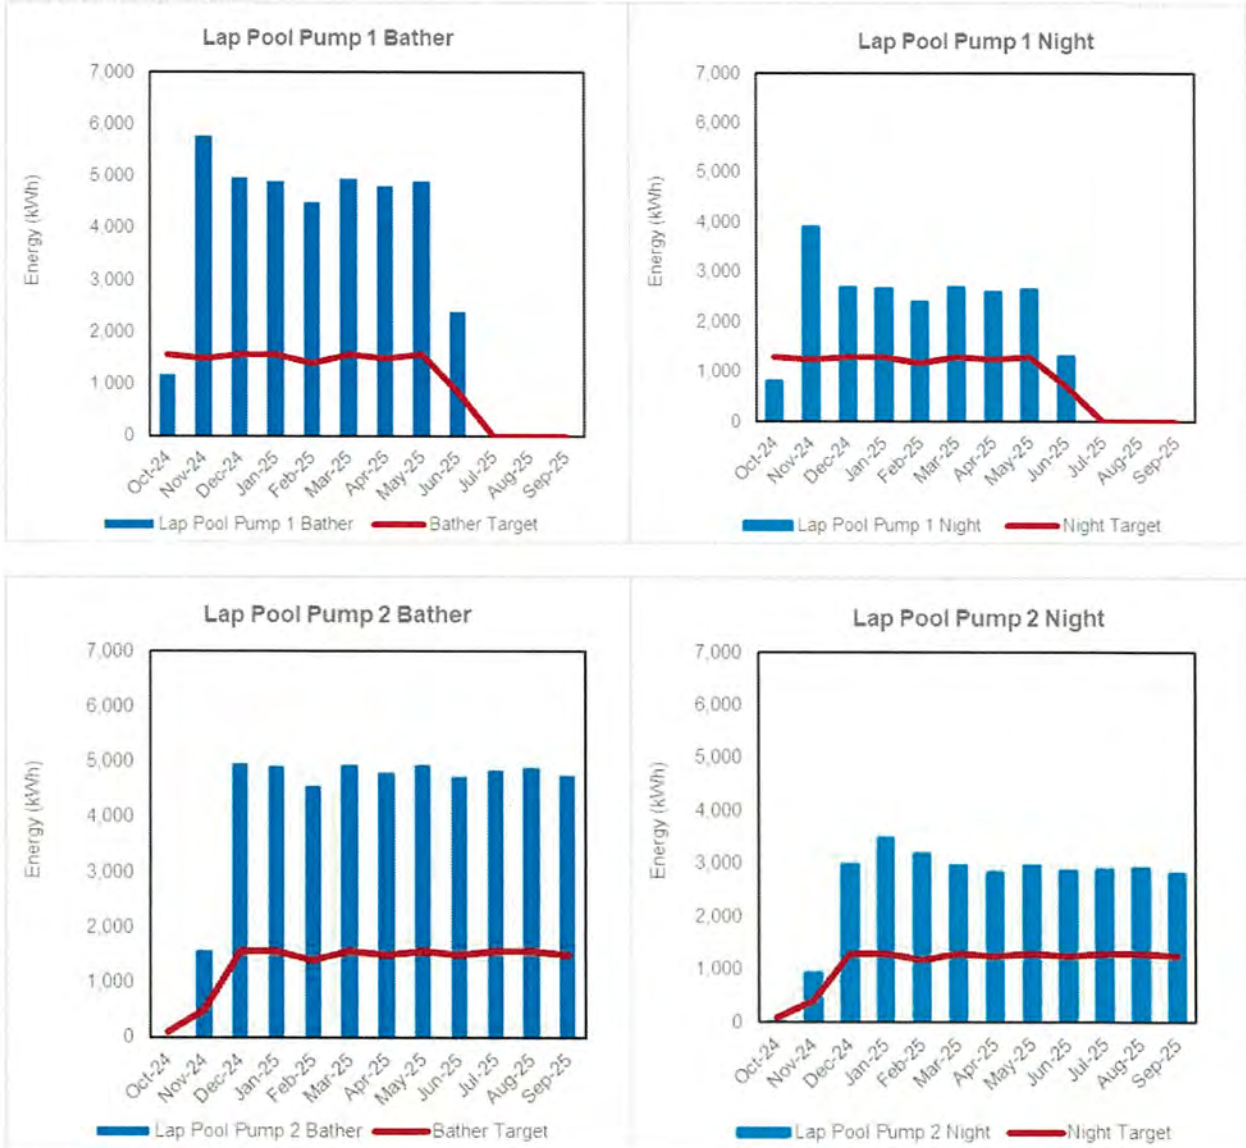 Lap Pool Pump 1 Bather
7,000
6,000
5,000
4,000
3,000
2,000
1 000
0
Energy (kWh)
Oct-24 Nov-24 Dec-24 Jan-25 Feb-25 Mar-25 Apr-25 May-25 Jun-25 Jul-25 Aug-25 Sep-25
Lap Pool Pump 1 Bather Bather Target
Lap Pool Pump 1 Night
7,000
6,000
5,000
4,000
3,000
2,000
1,000
0
Energy (kWh)
Oct-24 Nov-24 Dec-24 Jan-25 Feb-25 Mar-25 Apr-25 May-25 Jun-25 Jul-25 Aug-25 Sep-25
Lap Pool Pump 1 Night Night Target
Lap Pool Pump 2 Bather
7,000
6,000
5,000
4,000
3,000
2,000
1,000
0
Energy (kWh)
Oct-24 Nov-24 Dec-24 Jan-25 Feb-25 Mar-25 Apr-25 May-25 Jun-25 Jul-25 Aug-25 Sep-25
Lap Pool Pump 2 Bather Bather Target
Lap Pool Pump 2 Night
7,000
6,000
5,000
4,000
3,000
2,000
1,000
0
Energy (kWh)
Oct-24 Nov-24 Dec-24 Jan-25 Feb-25 Mar-25 Apr-25 May-25 Jun-25 Jul-25 Aug-25 Sep-25
Lap Pool Pump 2 Night Night Target